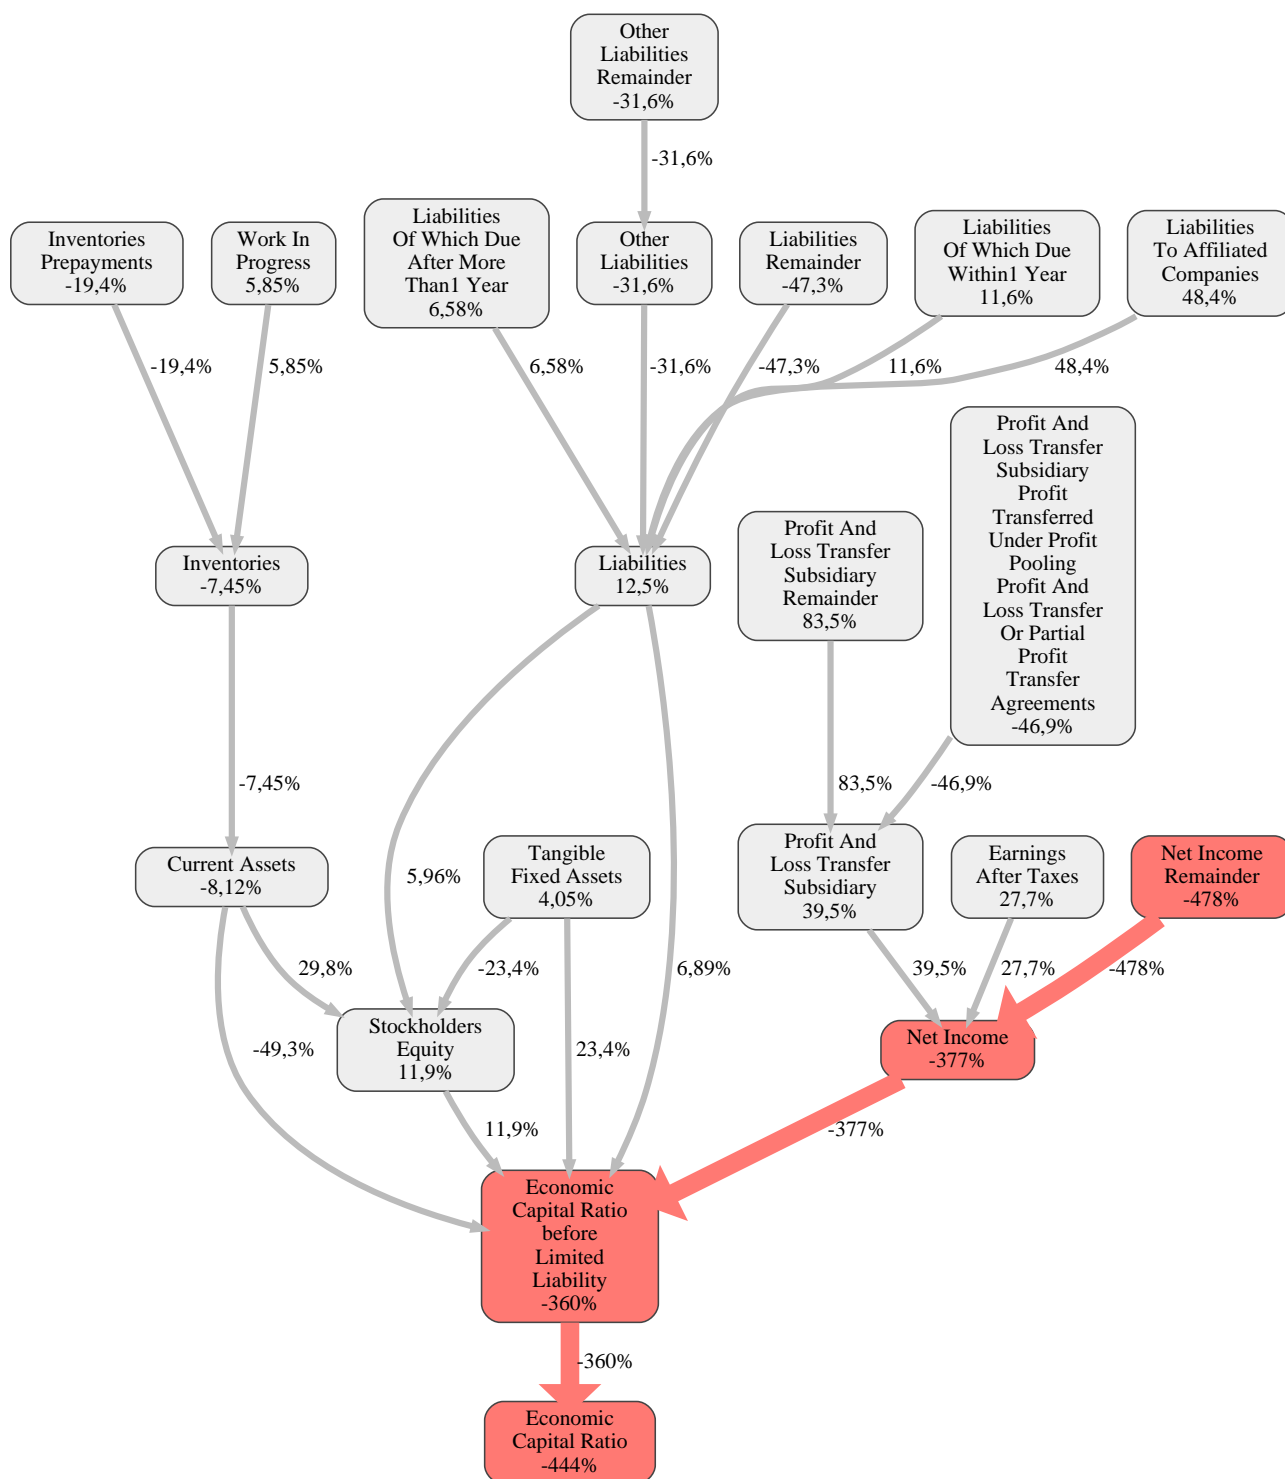 Other
Liabilities
Remainder
-31,6%
-31,6%
Inventories
Prepayments
-19,4%
Work In
Progress
5,85%
Liabilities
Of Which Due
After More
Than1 Year
6,58%
Other
Liabilities
-31,6%
Liabilities
Remainder
-47,3%
Liabilities
Of Which Due
Within1 Year
11,6%
Liabilities
To Affiliated
Companies
48,4%
-19,4%
5,85%
6,58%
-31,6%
-47,3%
11,6%
48,4%
Profit And
Loss Transfer
Subsidiary
Profit
Transferred
Under Profit
Pooling
Profit And
Loss Transfer
Or Partial
Profit
Transfer
Agreements
-46,9%
Profit And
Loss Transfer
Subsidiary
Remainder
83,5%
Inventories
-7,45%
Liabilities
12,5%
-7,45%
83,5%
-46,9%
Current Assets
-8,12%
5,96%
Tangible
Fixed Assets
4,05%
Profit And
Loss Transfer
Subsidiary
39,5%
Earnings
After Taxes
27,7%
Net Income
Remainder
-478%
29,8%
-23,4%
6,89%
39,5%
27,7%
-478%
-49,3%
Stockholders
Equity
11,9%
23,4%
Net Income
-377%
11,9%
-377%
Economic
Capital Ratio
before
Limited
Liability
-360%
-360%
Economic
Capital Ratio
-444%